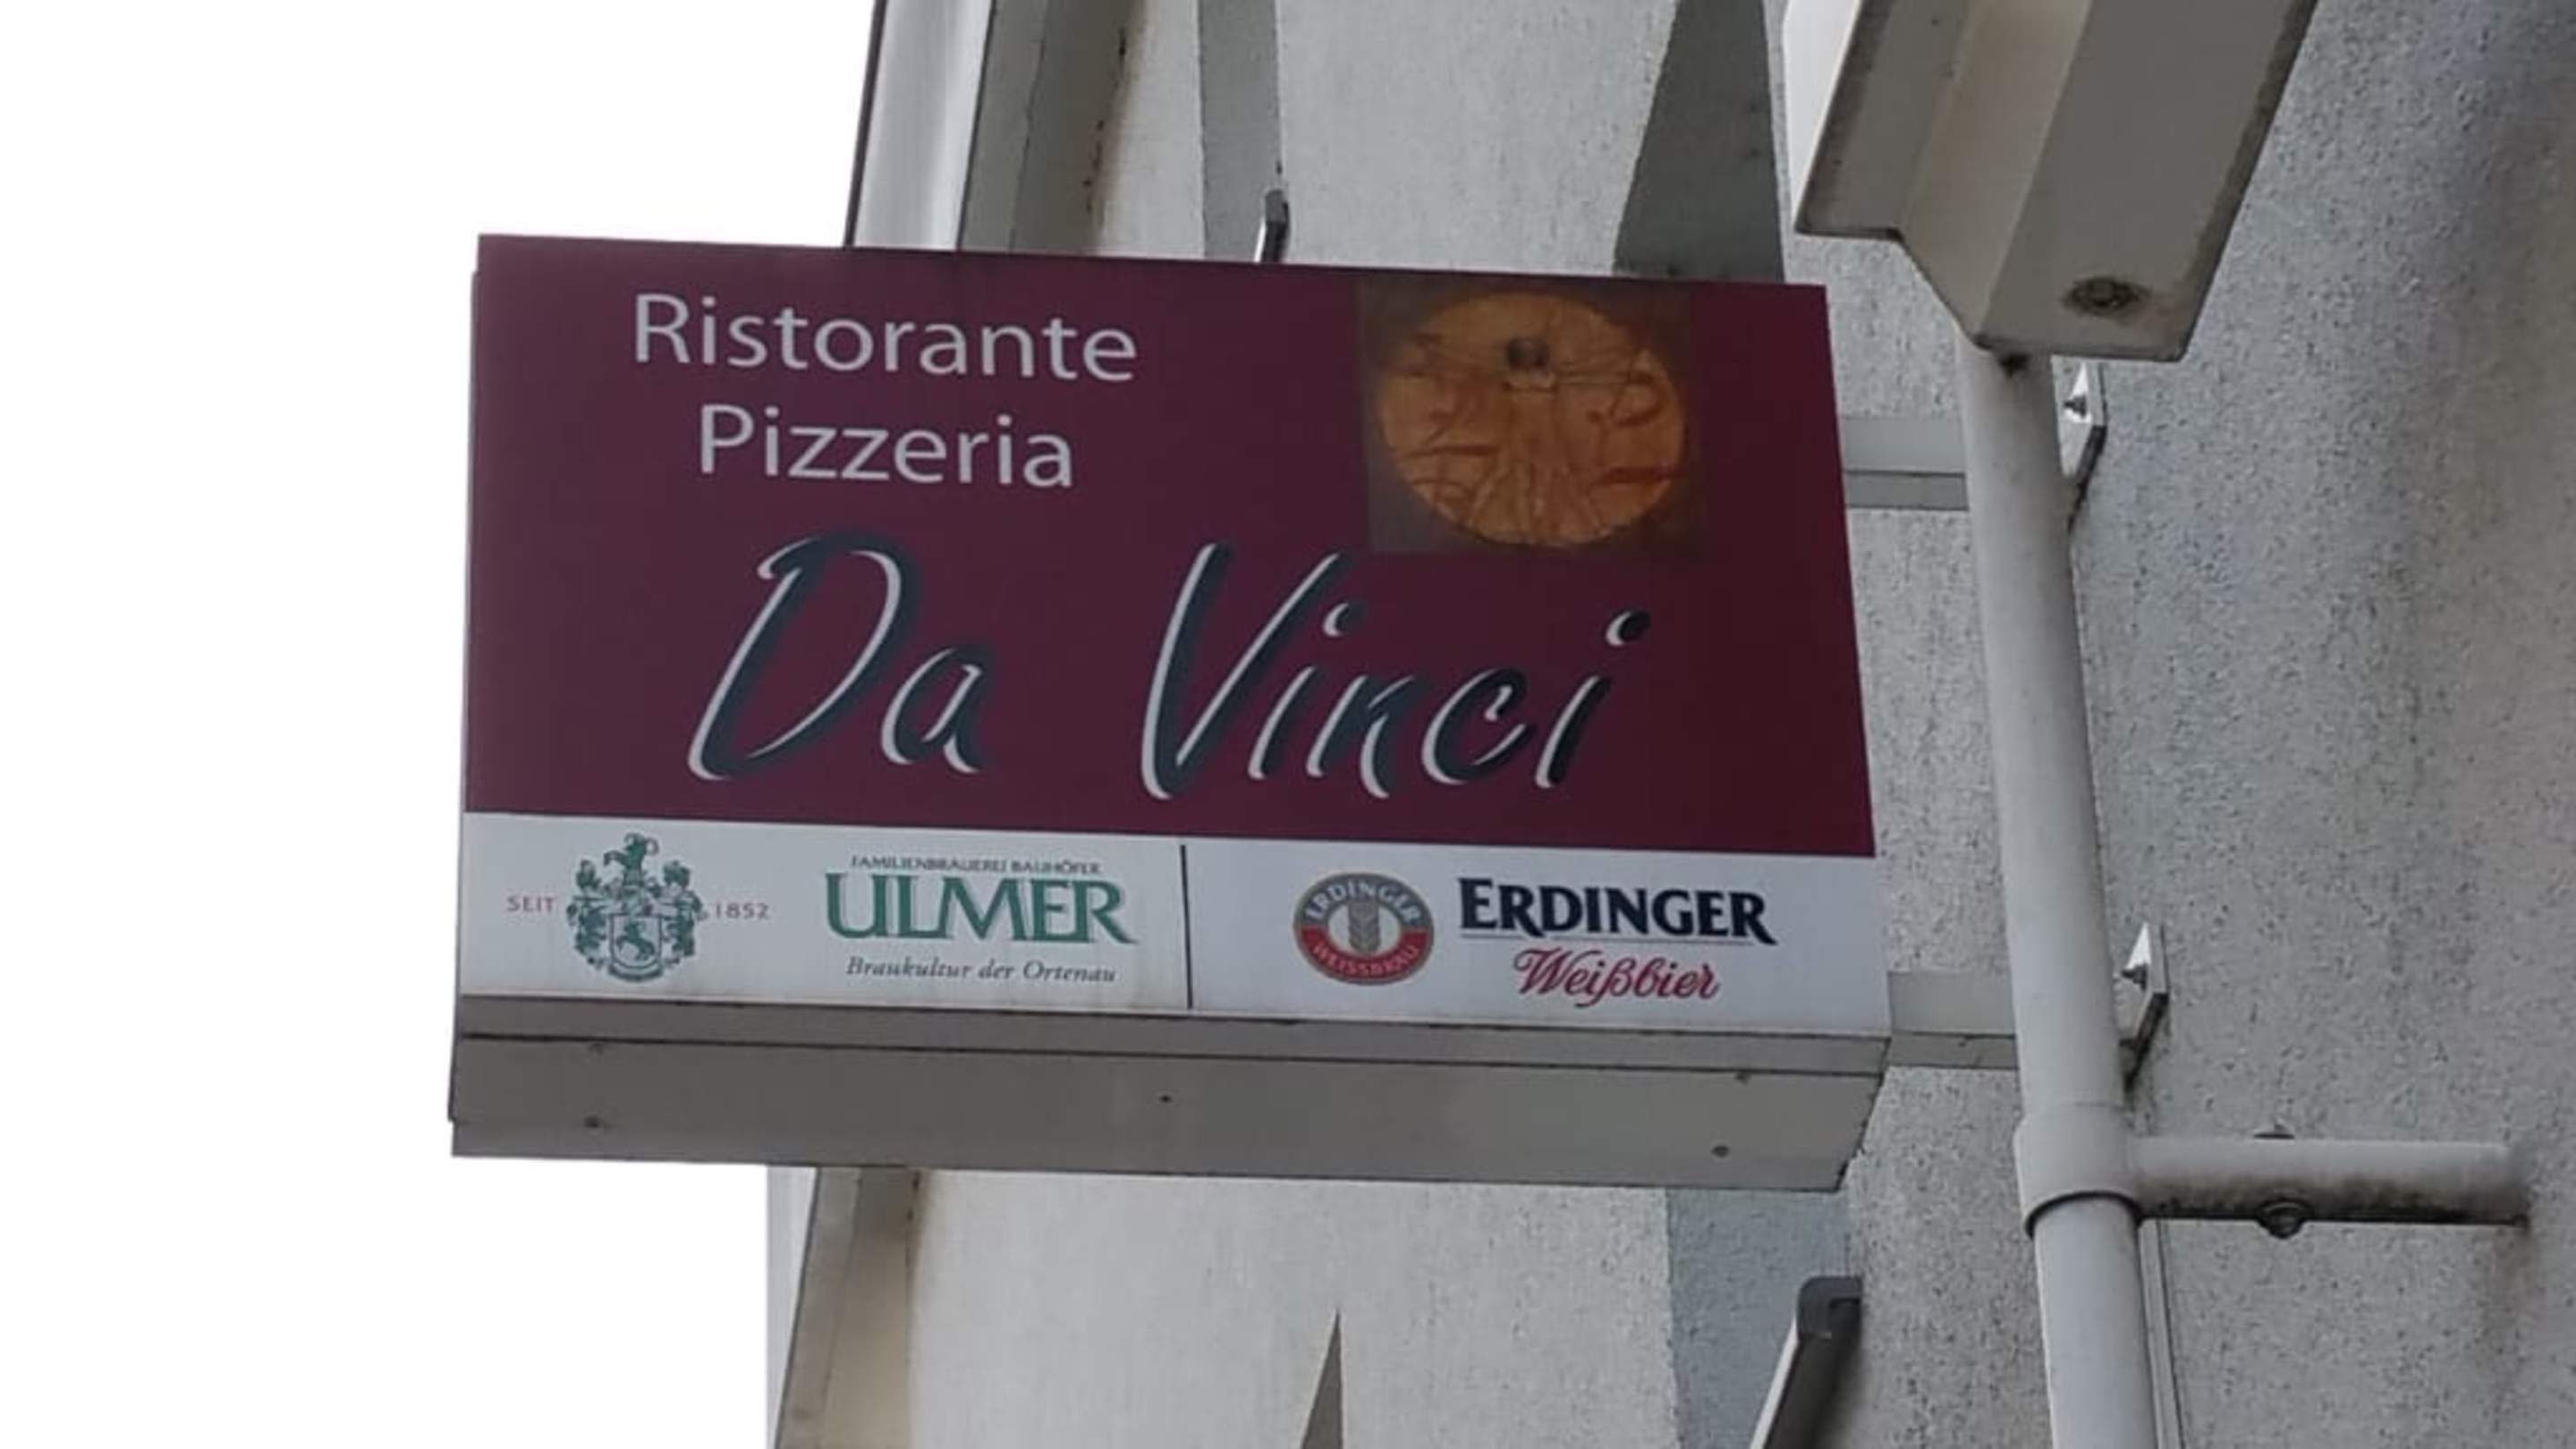 Ristorante
Pizzeria
Da Vinci
SEIT 1852
FAMILIENBRAUEREI BAUHÖFER
ULMER
Braukultur der Ortenau
ERDINGER
WEISSBRÄU
ERDINGER
Weißbier